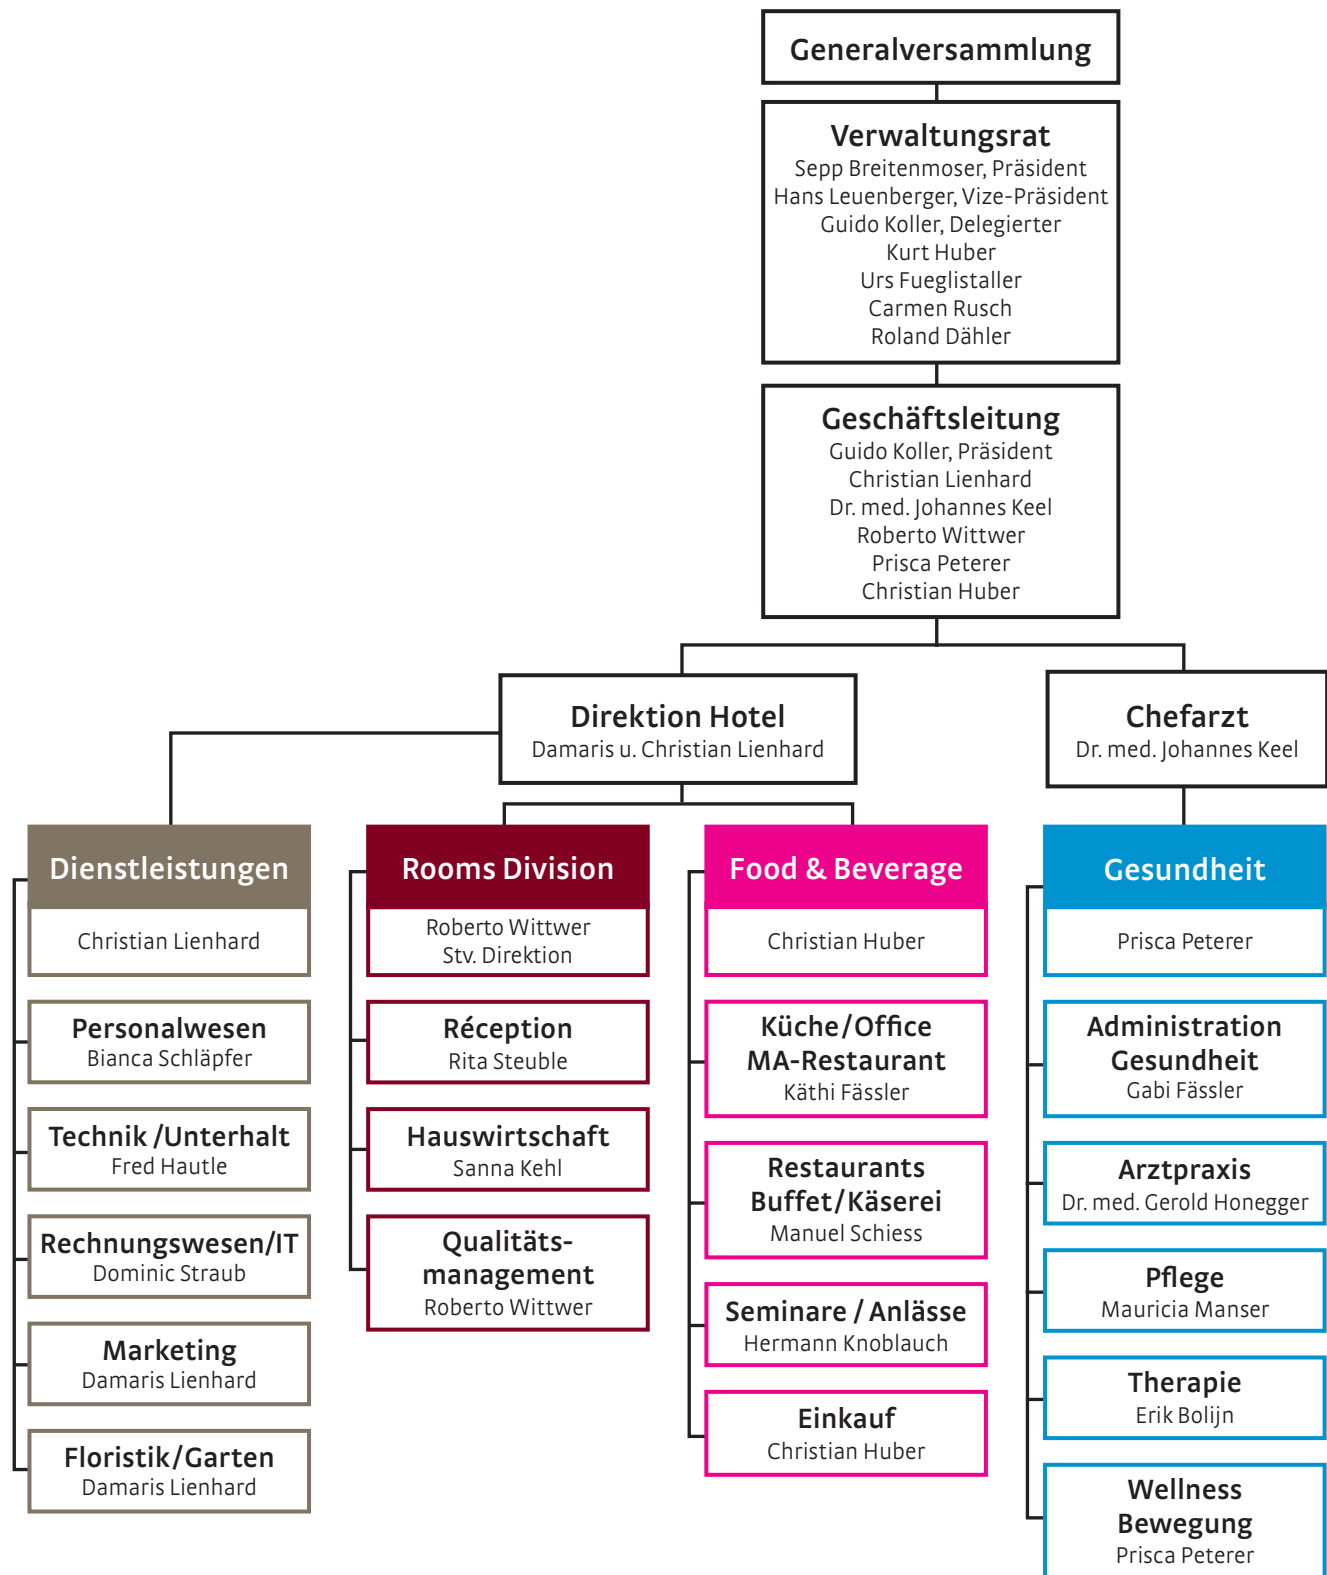 Generalversammlung
Verwaltungsrat
Sepp Breitenmoser, Präsident
Hans Leuenberger, Vize-Präsident
Guido Koller, Delegierter
Kurt Huber
Urs Fueglistaller
Carmen Rusch
Roland Dähler
Geschäftsleitung
Guido Koller, Präsident
Christian Lienhard
Dr. med. Johannes Keel
Roberto Wittwer
Prisca Peterer
Christian Huber
Direktion Hotel
Damaris u. Christian Lienhard
Chefarzt
Dr. med. Johannes Keel
Dienstleistungen
Christian Lienhard
Personalwesen
Bianca Schläpfer
Technik /Unterhalt
Fred Hautle
Rechnungswesen/IT
Dominic Straub
Marketing
Damaris Lienhard
Floristik/Garten
Damaris Lienhard
Rooms Division
Roberto Wittwer
Stv. Direktion
Réception
Rita Steuble
Hauswirtschaft
Sanna Kehl
Qualitäts-
management
Roberto Wittwer
Food & Beverage
Christian Huber
Küche/Office
MA-Restaurant
Käthi Fässler
Restaurants
Buffet/Käserei
Manuel Schiess
Seminare / Anlässe
Hermann Knoblauch
Einkauf
Christian Huber
Gesundheit
Prisca Peterer
Administration
Gesundheit
Gabi Fässler
Arztpraxis
Dr. med. Gerold Honegger
Pflege
Mauricia Manser
Therapie
Erik Bolijn
Wellness
Bewegung
Prisca Peterer